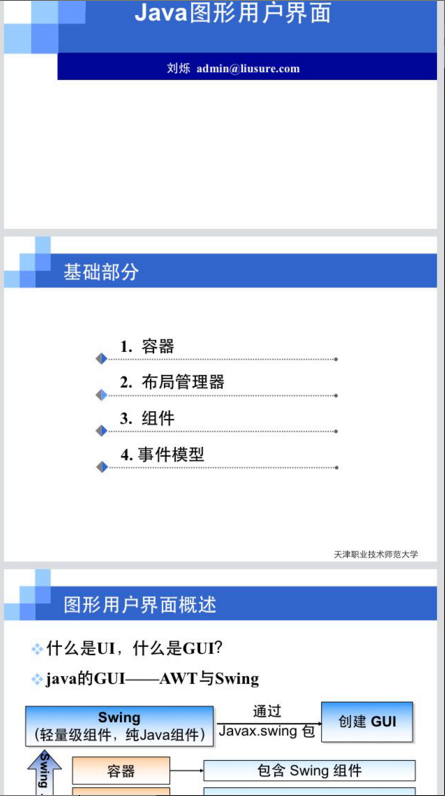 Java图形用户界面
刘烁 admin@liusure.com
基础部分
1. 容器
2. 布局管理器
3. 组件
4. 事件模型
天津职业技术师范大学
图形用户界面概述
什么是UI，什么是GUI？
java的GUI——AWT与Swing
Swing
（轻量级组件，纯Java组件）
通过
Javax.swing 包
创建 GUI
Swing
容器
包含 Swing 组件